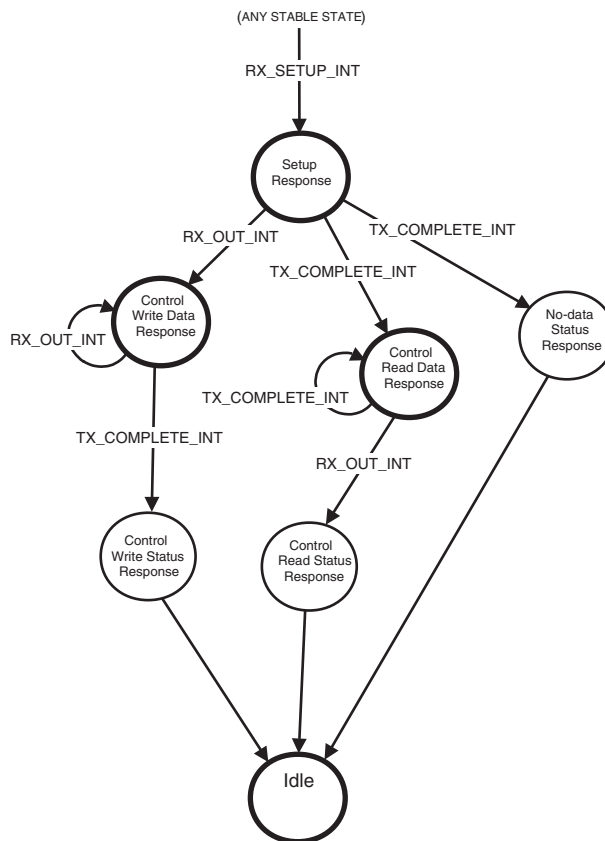 (ANY STABLE STATE)
RX_SETUP_INT
Setup
Response
RX_OUT_INT
TX_COMPLETE_INT
TX_COMPLETE_INT
Control
Write Data
Response
RX_OUT_INT
No-data
Status
Response
Control
Read Data
Response
TX_COMPLETE_INT
TX_COMPLETE_INT
RX_OUT_INT
Control
Write Status
Response
Control
Read Status
Response
Idle